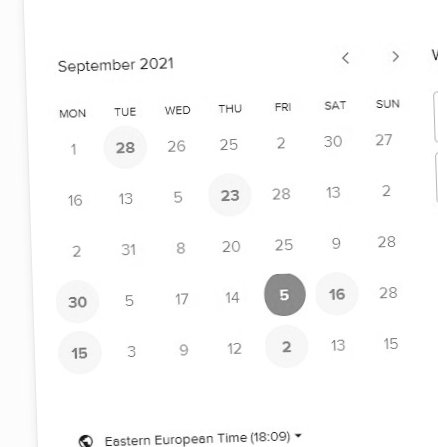 September 2021
MON TUE WED THU FRI SAT SUN
1 28 26 25 2 30 27
16 13 5 23 28 13 2
2 31 8 20 25 9 28
30 5 17 14 5 16 28
15 3 9 12 2 13 15
Eastern European Time (18:09)